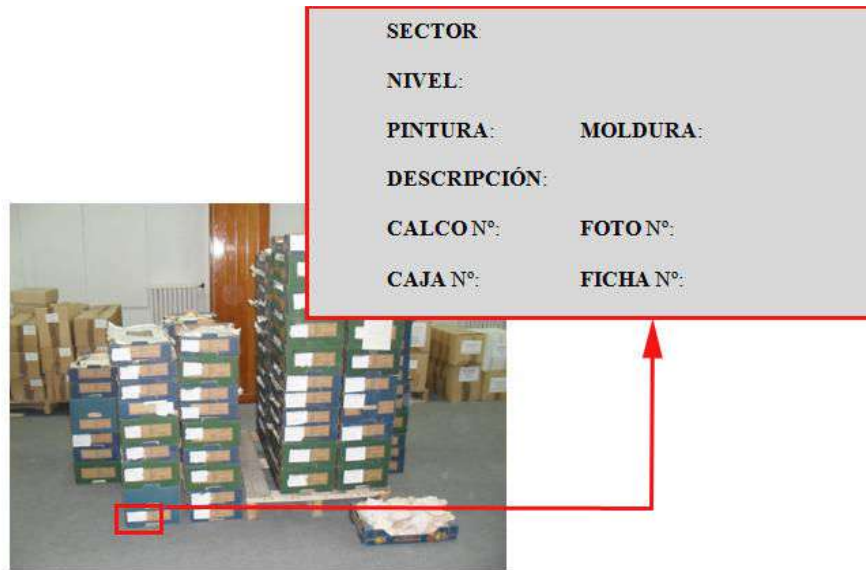 SECTOR:
NIVEL:
PINTURA: MOLDURA:
DESCRIPCIÓN:
CALCO Nº: FOTO Nº:
CAJA Nº: FICHA Nº: